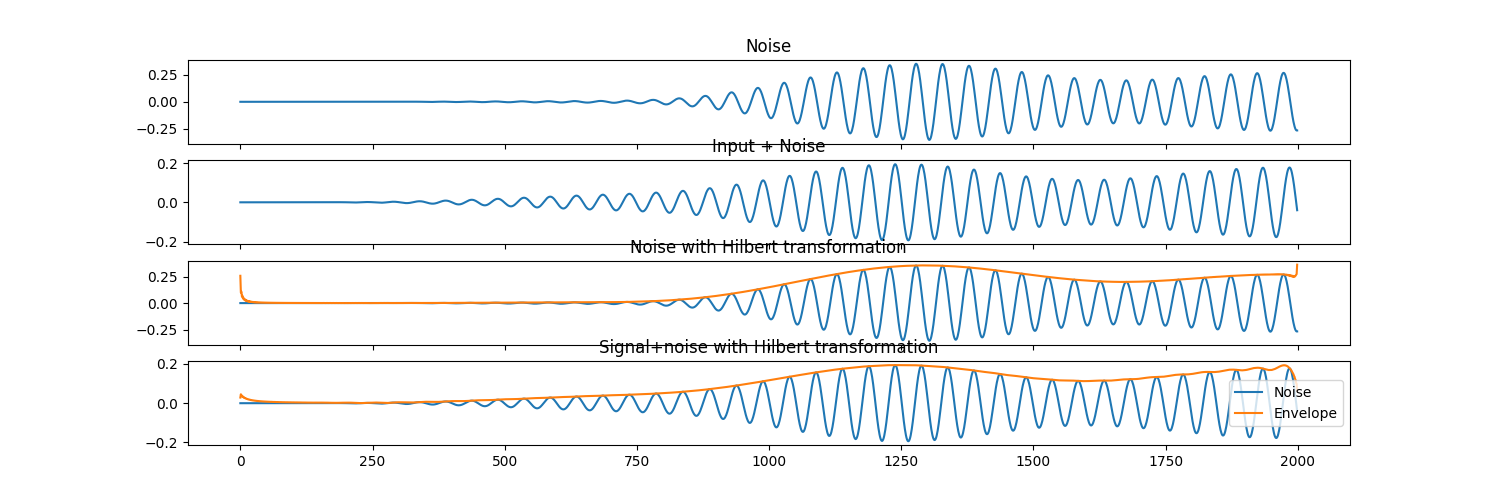 Noise
0.25
0.00
−0.25
Input + Noise
0.2
0.0
−0.2
Noise with Hilbert transformation
0.25
0.00
−0.25
Signal+noise with Hilbert transformation
0.2
0.0
−0.2
Noise
Envelope
0 250 500 750 1000 1250 1500 1750 2000